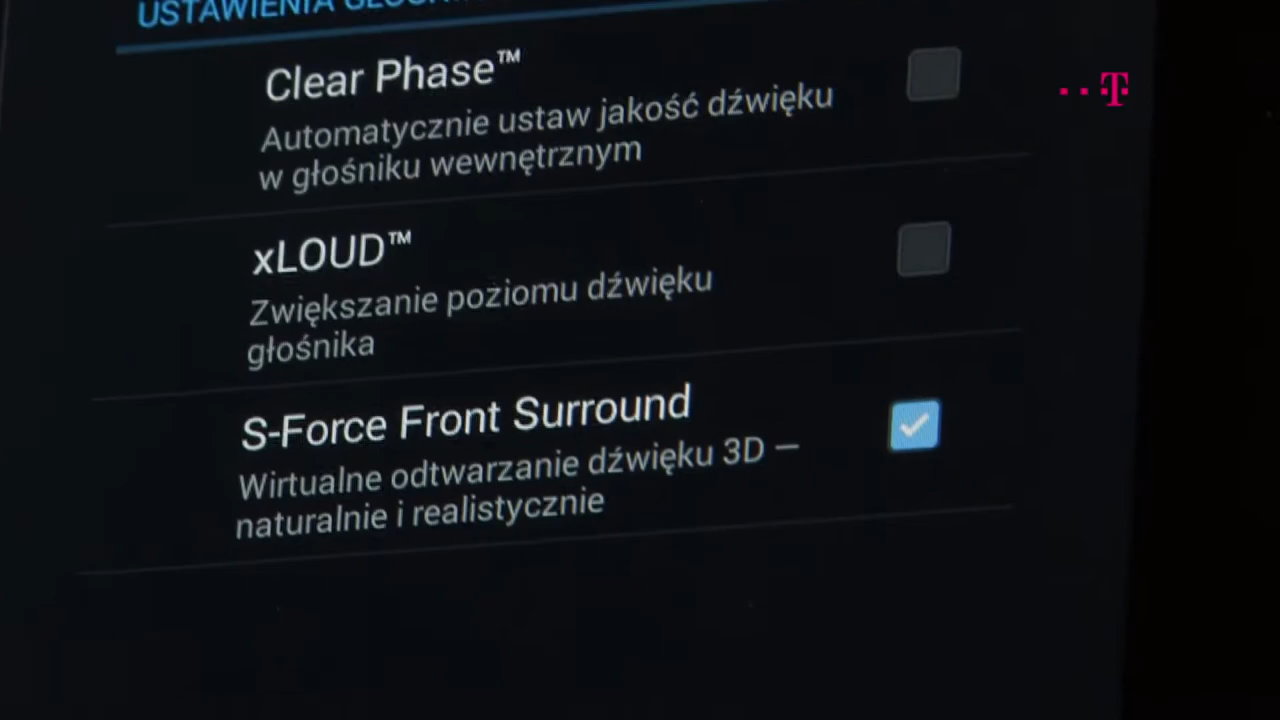 USTAWIENIA
Clear Phase™
Automatycznie ustaw jakość dźwięku
w głośniku wewnętrznym
xLOUD™
Zwiększanie poziomu dźwięku
głośnika
S-Force Front Surround
Wirtualne odtwarzanie dźwięku 3D —
naturalnie i realistycznie
T